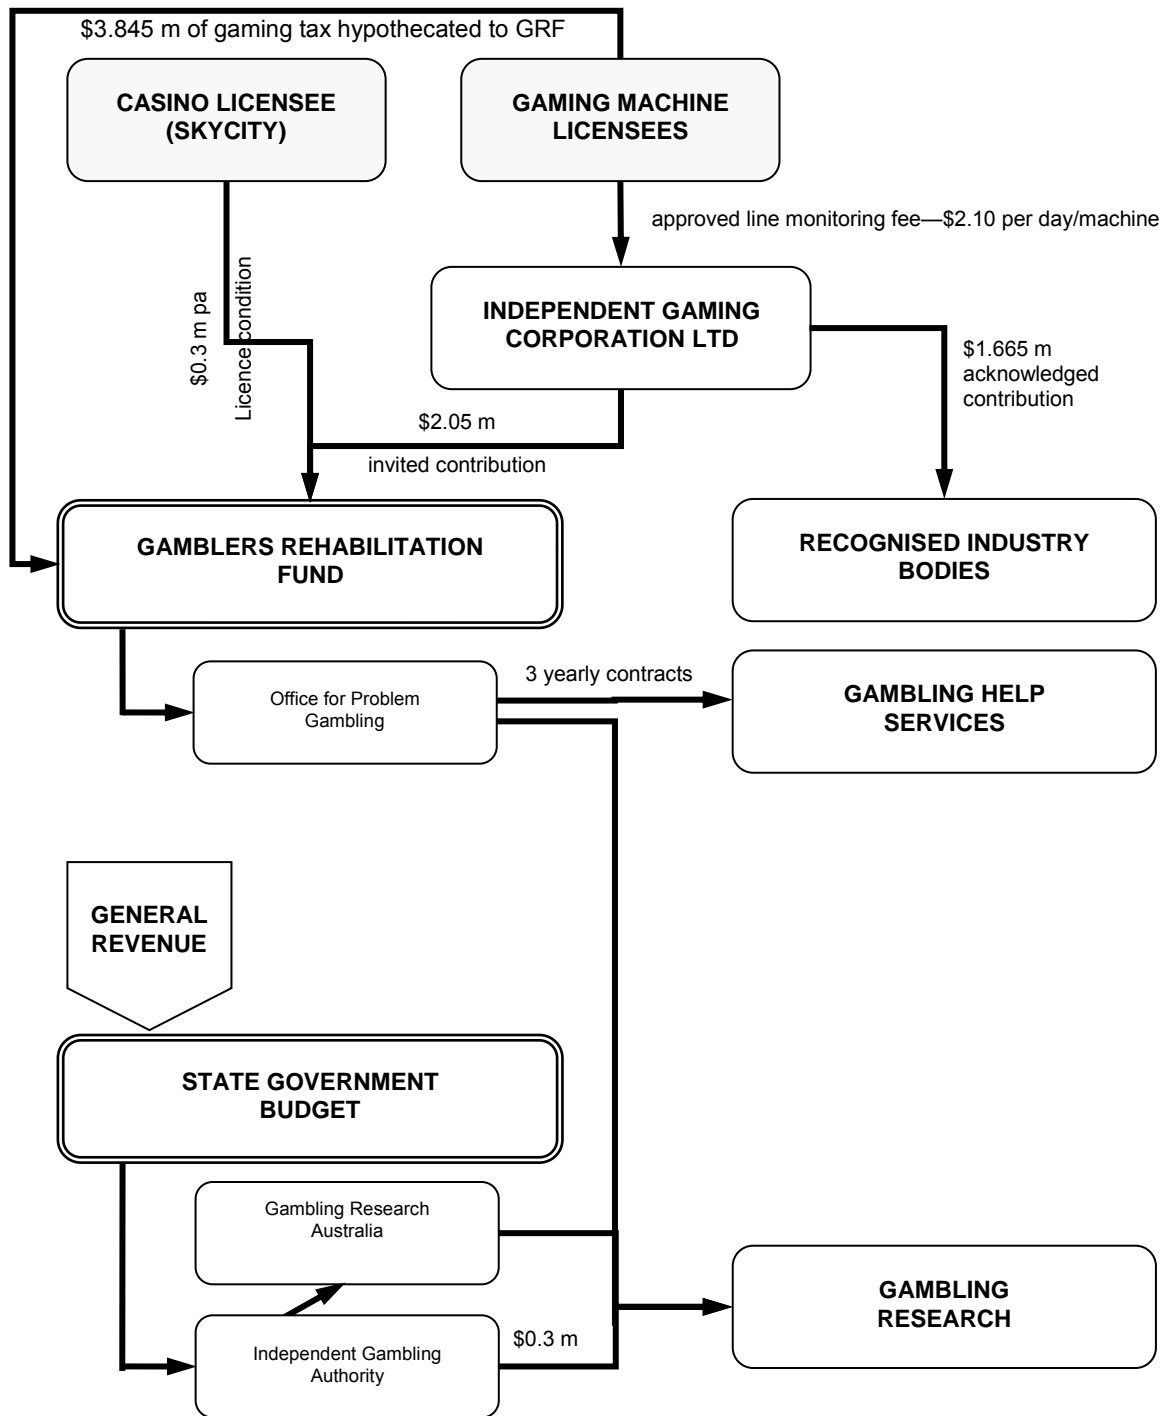 $3.845 m of gaming tax hypothecated to GRF
CASINO LICENSEE
(SKYCITY)
GAMING MACHINE
LICENSEES
approved line monitoring fee—$2.10 per day/machine
$0.3 m pa
Licence condition
INDEPENDENT GAMING
CORPORATION LTD
$1.665 m
acknowledged
contribution
$2.05 m
invited contribution
GAMBLERS REHABILITATION
FUND
RECOGNISED INDUSTRY
BODIES
Office for Problem
Gambling
3 yearly contracts
GAMBLING HELP
SERVICES
GENERAL
REVENUE
STATE GOVERNMENT
BUDGET
Gambling Research
Australia
Independent Gambling
Authority
$0.3 m
GAMBLING
RESEARCH